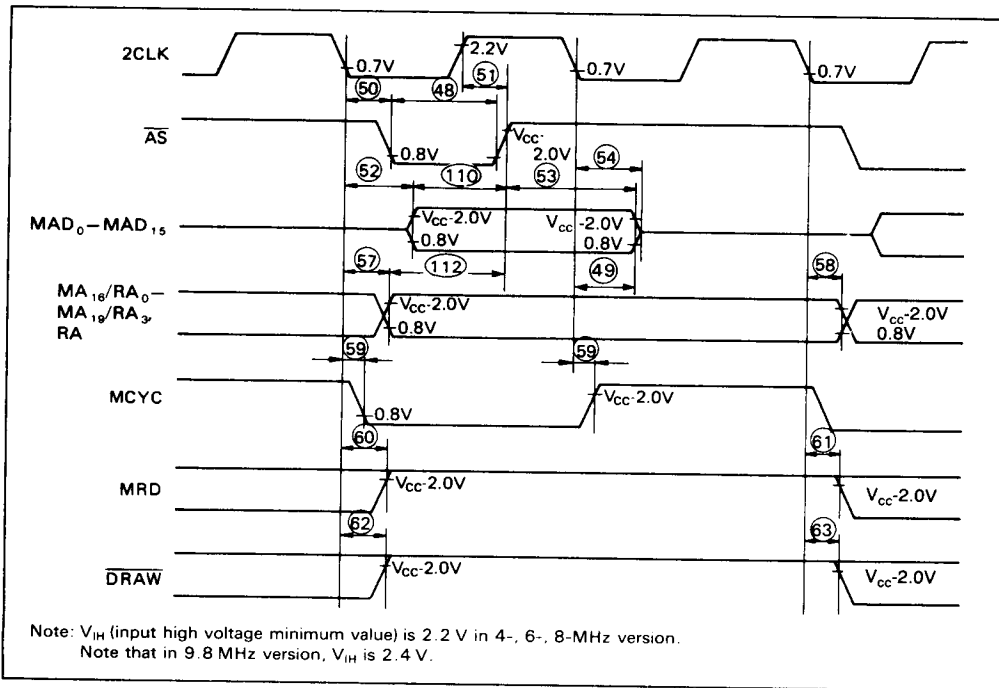 2CLK
2.2V
0.7V
0.7V
0.7V
51
50
48
AS
VCC-
2.0V
0.8V
54
52
110
53
MAD0–MAD15
VCC-2.0V
VCC-2.0V
0.8V
0.8V
57
112
49
58
MA16/RA0–
MA19/RA3,
RA
VCC-2.0V
0.8V
VCC-2.0V
0.8V
59
59
MCYC
0.8V
VCC-2.0V
60
61
MRD
VCC-2.0V
VCC-2.0V
62
63
DRAW
VCC-2.0V
VCC-2.0V
Note: VIH (input high voltage minimum value) is 2.2 V in 4-, 6-, 8-MHz version.
Note that in 9.8 MHz version, VIH is 2.4 V.